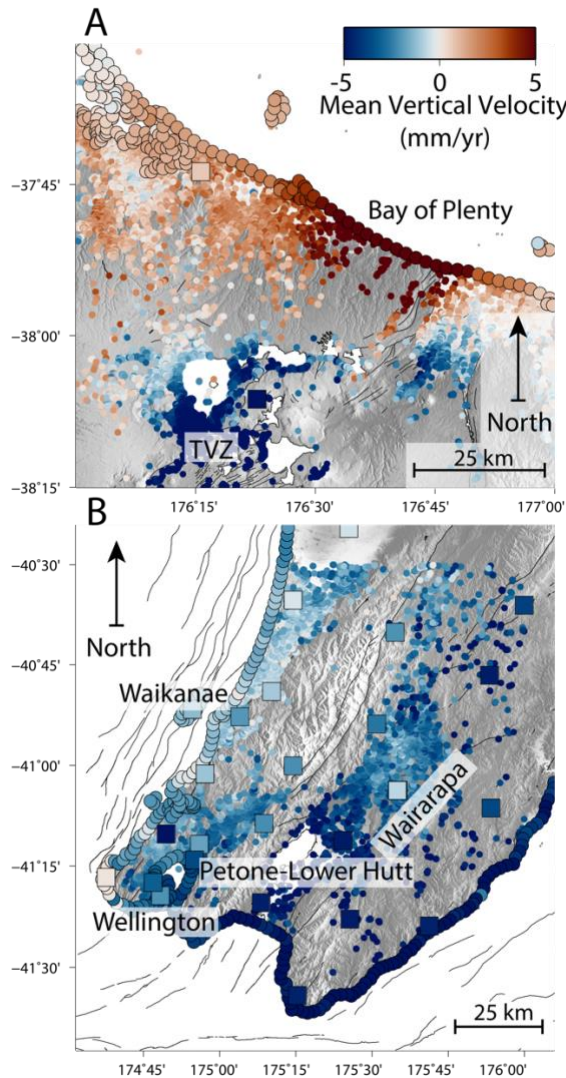 A
-5 0 5
Mean Vertical Velocity
(mm/yr)
−37°45'
Bay of Plenty
−38°00'
North
TVZ
25 km
−38°15'
176°15' 176°30' 176°45' 177°00'
B
−40°30'
North
−40°45'
Waikanae
−41°00'
Wairarapa
−41°15'
Petone-Lower Hutt
Wellington
−41°30'
25 km
174°45' 175°00' 175°15' 175°30' 175°45' 176°00'